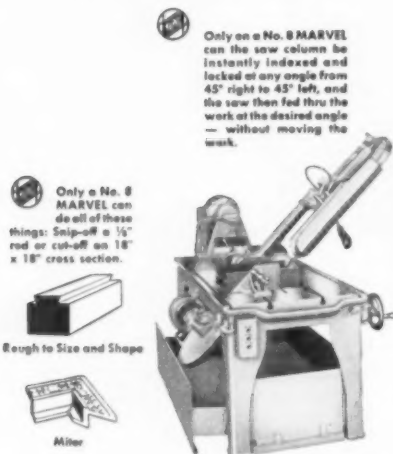 Only on a No. 8 MARVEL
can the saw column be
instantly indexed and
locked at any angle from
45° right to 45° left, and
the saw then fed thru the
work at the desired angle
— without moving the
work.
Only a No. 8
MARVEL can
do all of these
things: Snip-off a ½"
rod or cut-off an 18"
x 18" cross section.
Rough to Size and Shape
Miter